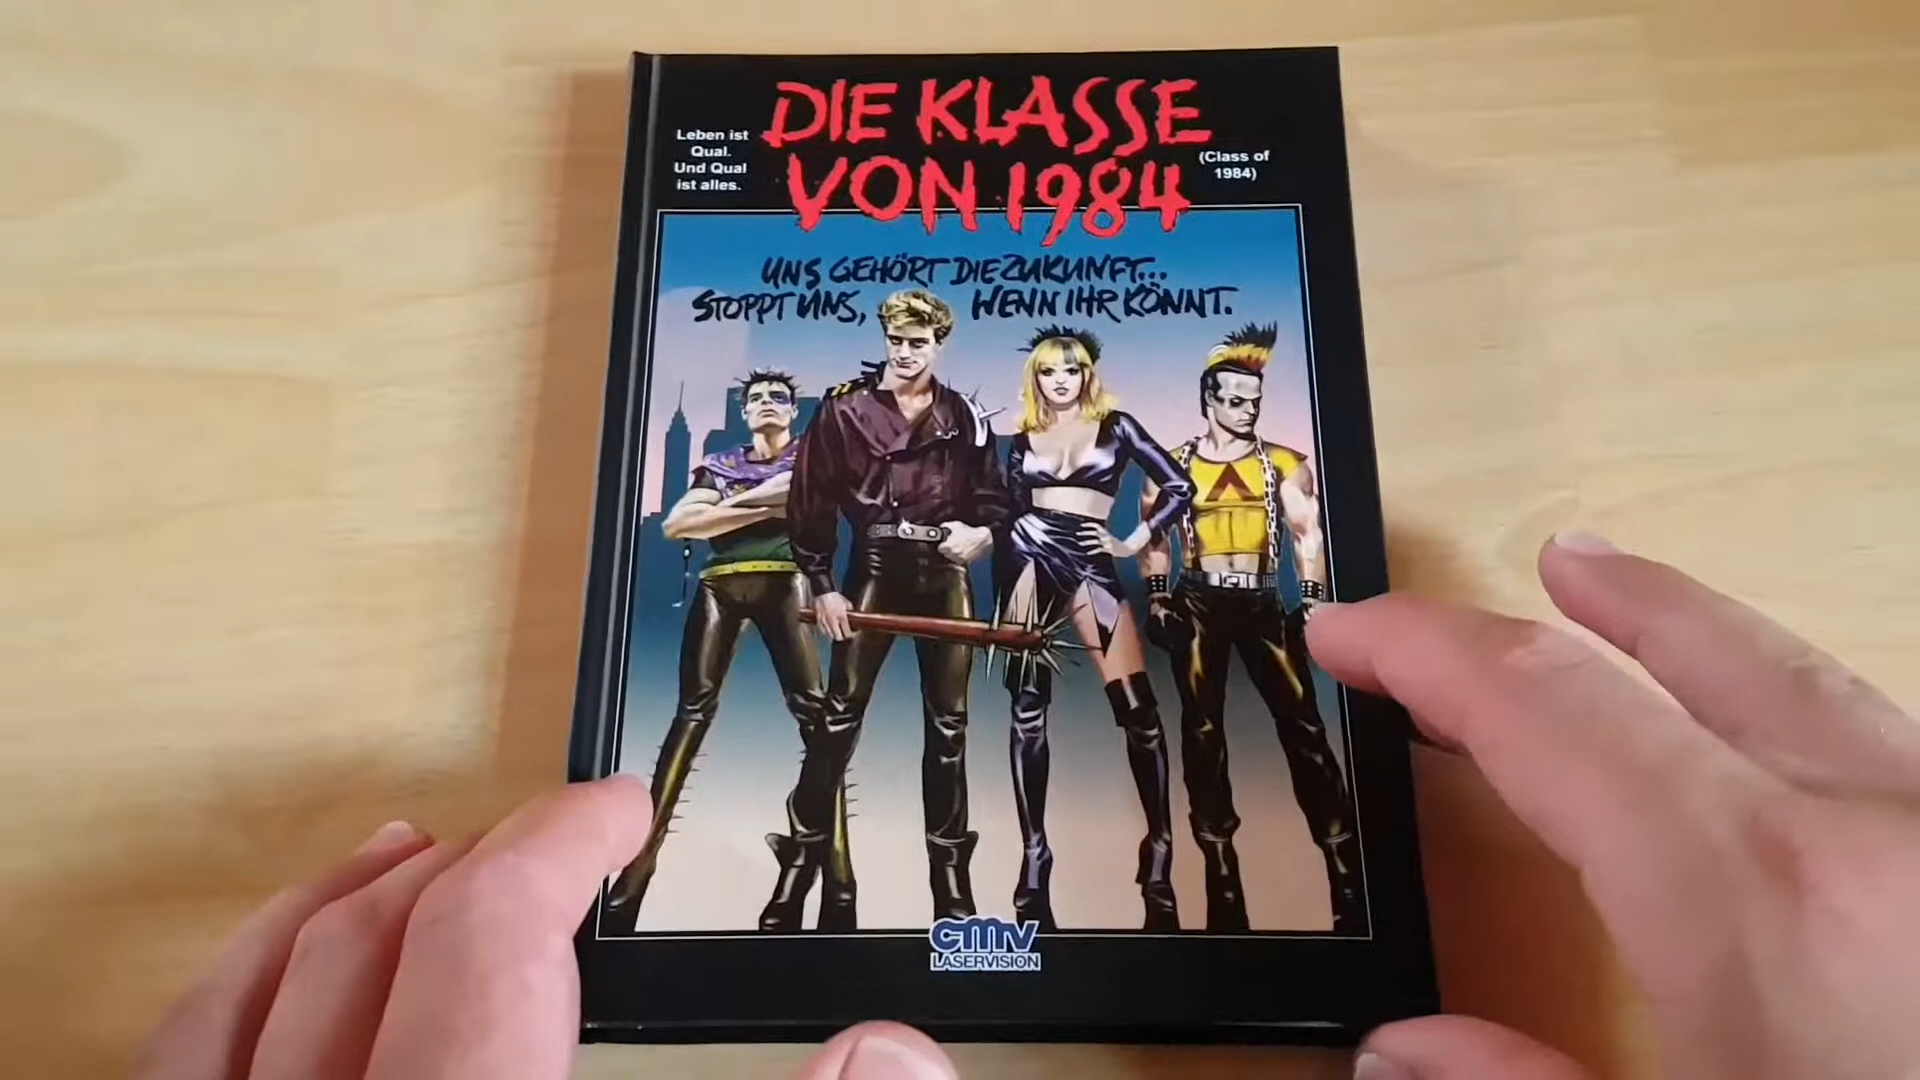 DIE KLASSE
VON 1984
Leben ist
Qual.
Und Qual
ist alles.
(Class of
1984)
UNS GEHÖRT DIE ZUKUNFT...
STOPPT UNS, WENN IHR KÖNNT.
cmv
LASERVISION